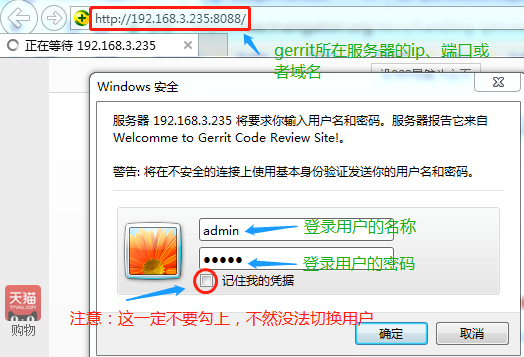 http://192.168.3.235:8088/
正在等待 192.168.3.235
gerrit所在服务器的ip、端口或
者域名
Windows 安全
服务器 192.168.3.235 将要求你输入用户名和密码。服务器报告它来自
Welcomme to Gerrit Code Review Site!。
警告: 将在不安全的连接上使用基本身份验证发送你的用户名和密码。
admin
登录用户的名称
●●●●●
登录用户的密码
记住我的凭据
天猫
购物
注意：这一定不要勾上，不然没法切换用户
确定
取消